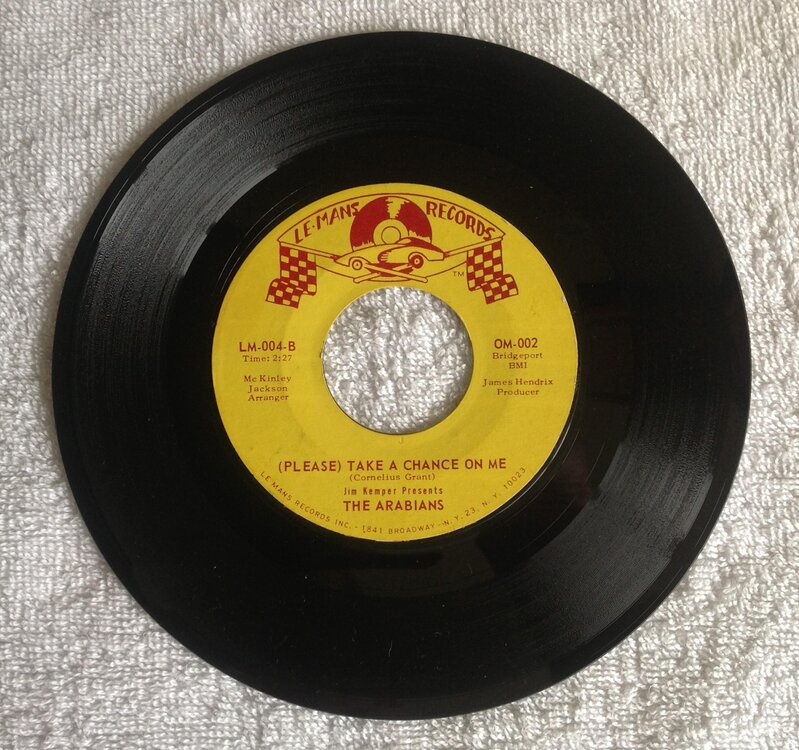 LE-MANS RECORDS
TM
LM-004-B
Time: 2:27
McKinley
Jackson
Arranger
OM-002
Bridgeport
BMI
James Hendrix
Producer
(PLEASE) TAKE A CHANCE ON ME
(Cornelius Grant)
Jim Kemper Presents
THE ARABIANS
LE MANS RECORDS INC. - 1841 BROADWAY - N. Y. 23, N. Y. 10023